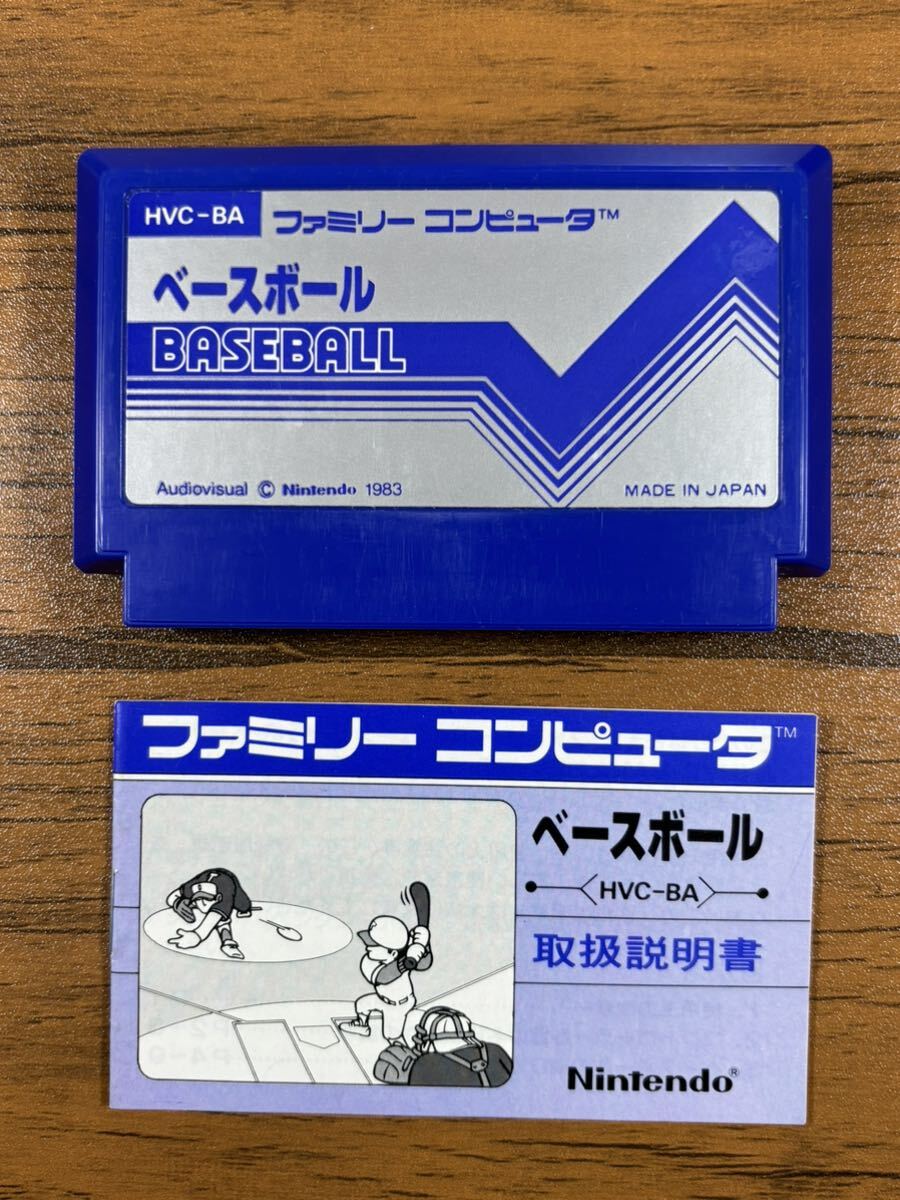 HVC-BA
ファミリー コンピュータ™
ベースボール
BASEBALL
Audiovisual © Nintendo 1983
MADE IN JAPAN
ファミリー コンピュータ™
ベースボール
HVC-BA
取扱説明書
Nintendo®